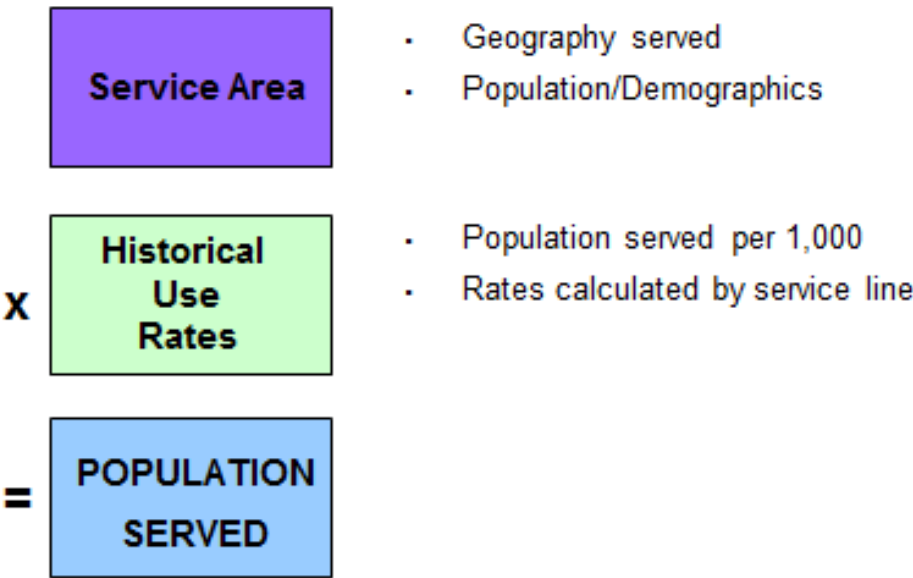 Service Area
· Geography served
· Population/Demographics
x
Historical
Use
Rates
· Population served per 1,000
· Rates calculated by service line
=
POPULATION
SERVED